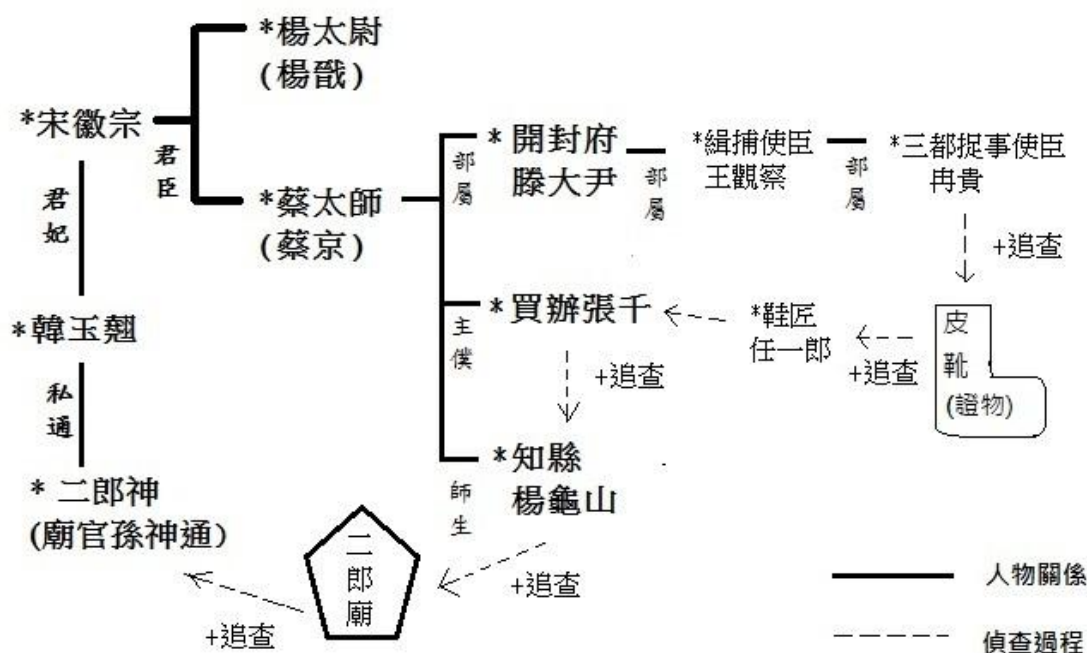 *楊太尉
(楊戩)
*宋徽宗
君臣
*蔡太師
(蔡京)
部屬
*開封府
滕大尹
部屬
*緝捕使臣
王觀察
部屬
*三都捉事使臣
冉貴
君妃
+追查
*韓玉翹
主僕
*買辦張千
*鞋匠
任一郎
+追查
皮
靴
(證物)
+追查
私通
*二郎神
(廟官孫神通)
師生
*知縣
楊龜山
二郎廟
+追查
+追查
人物關係
偵查過程